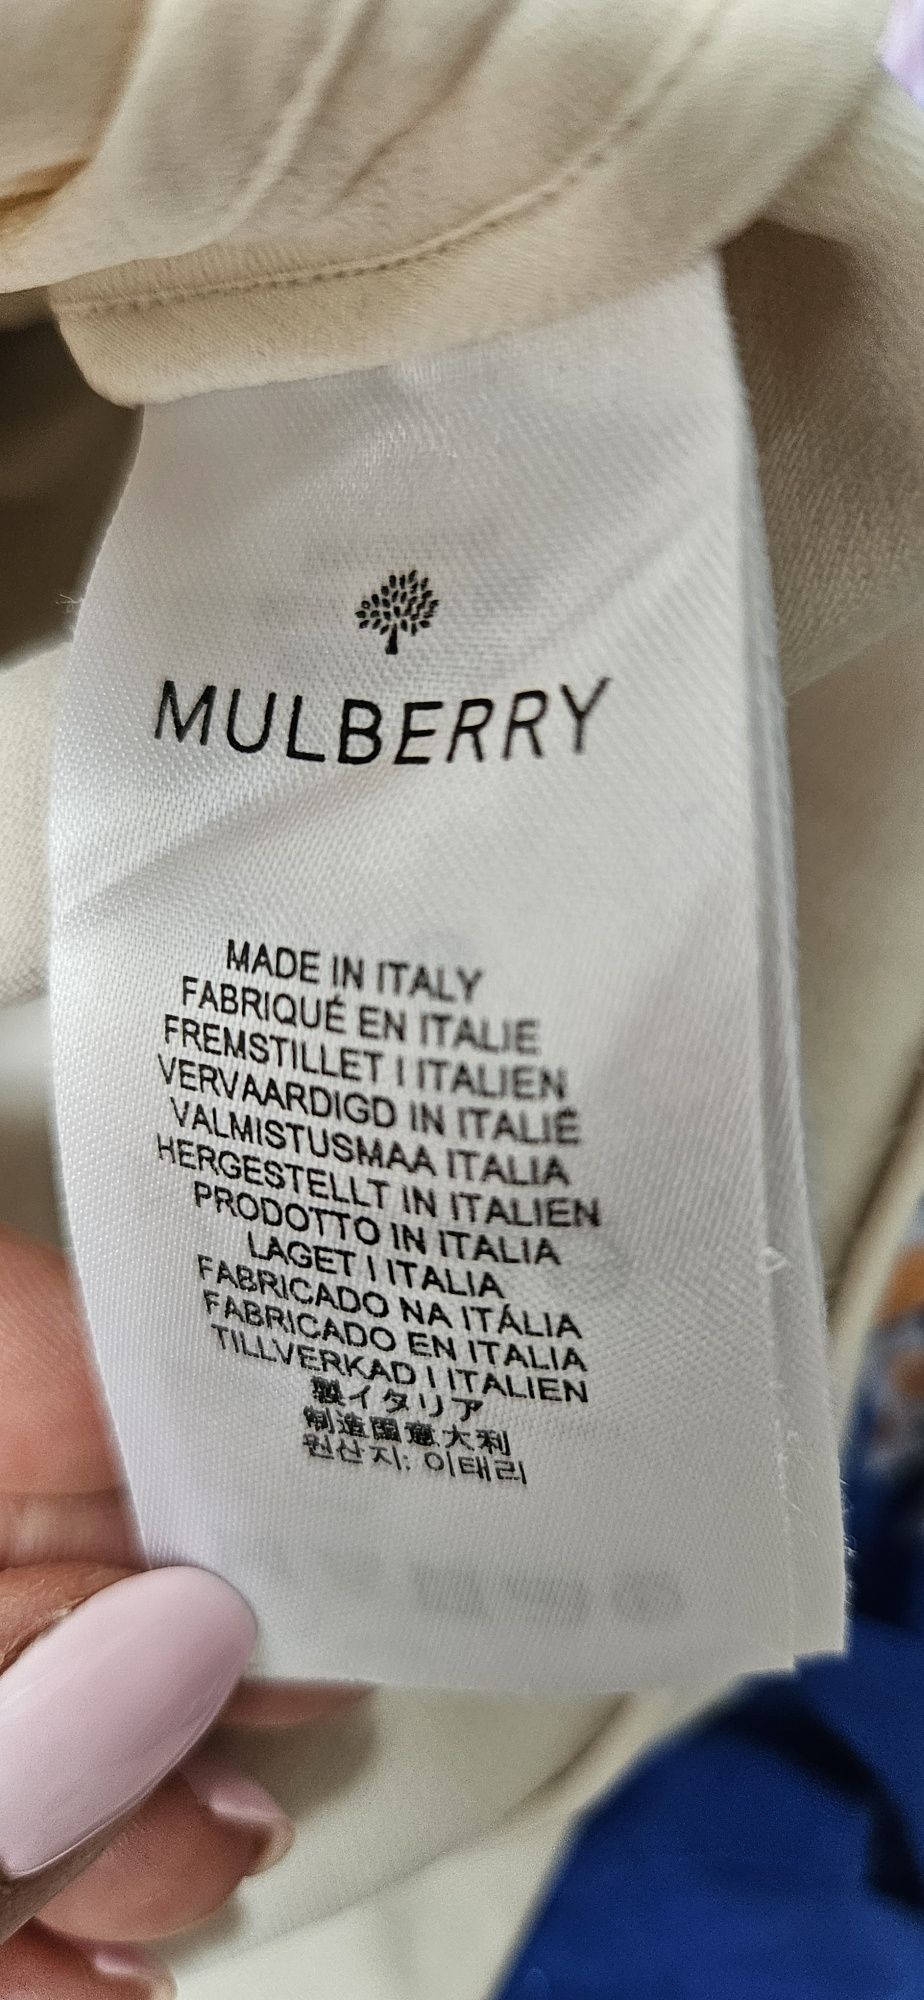 MULBERRY
MADE IN ITALY
FABRIQUÉ EN ITALIE
FREMSTILLET I ITALIEN
VERVAARDIGD IN ITALIË
VALMISTUSMAA ITALIA
HERGESTELLT IN ITALIEN
PRODOTTO IN ITALIA
LAGET I ITALIA
FABRICADO NA ITÁLIA
FABRICADO EN ITALIA
TILLVERKAD I ITALIEN
製イタリア
制造國意大利
원산지: 이태리